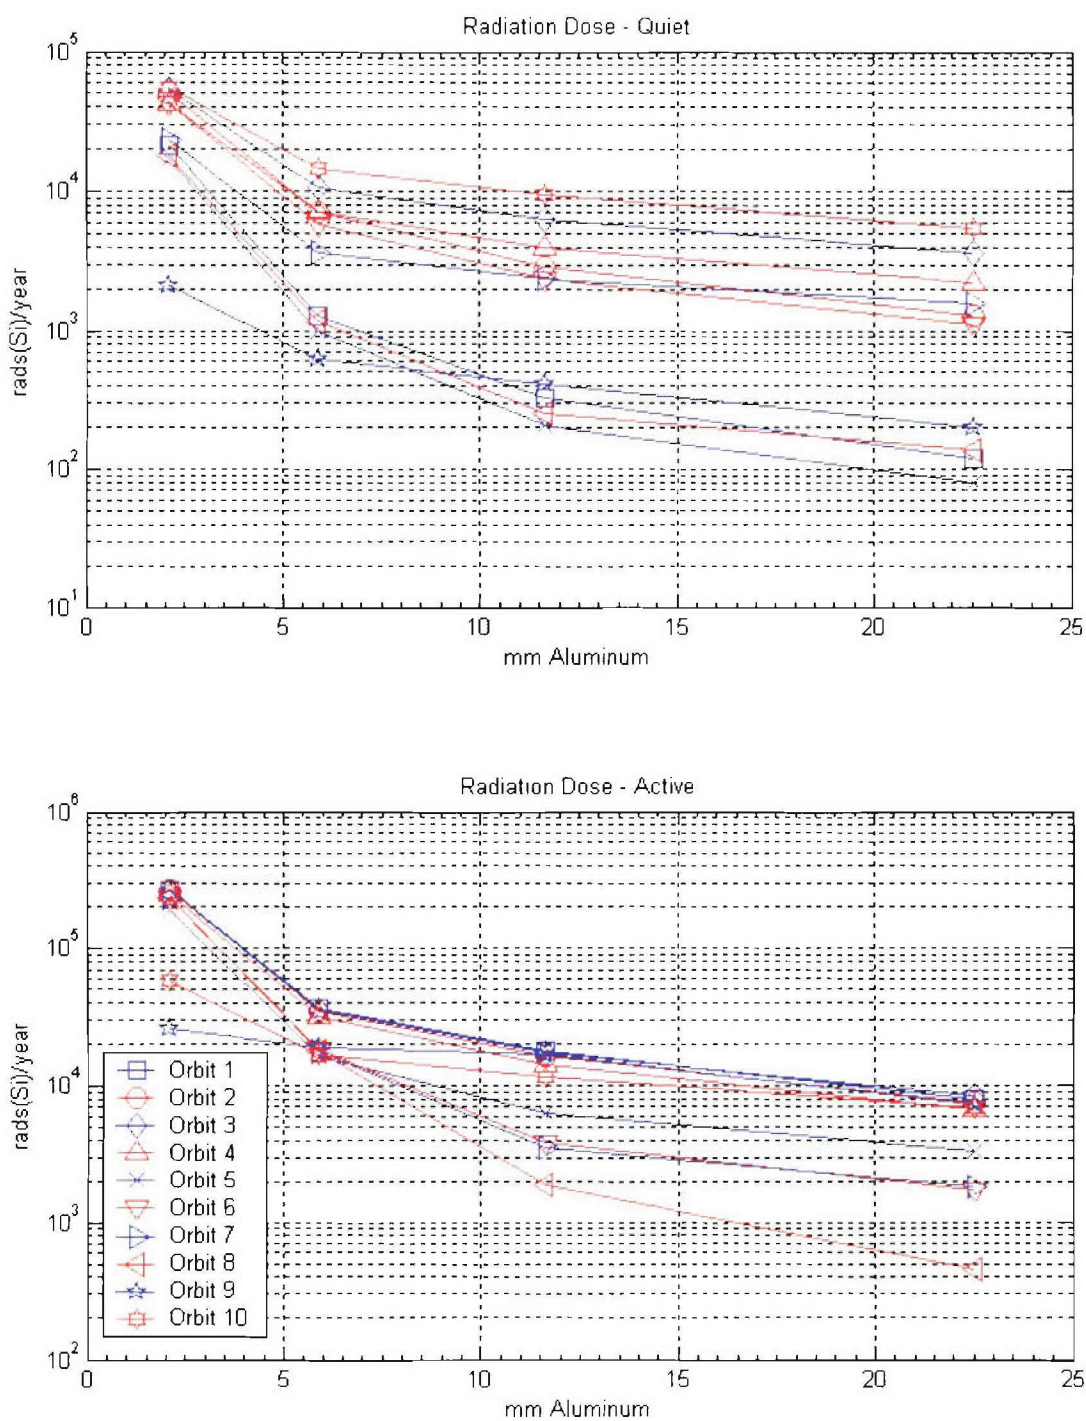 Radiation Dose - Quiet
10^5
10^4
10^3
10^2
10^1
rads(Si)/year
0 5 10 15 20 25
mm Aluminum
Radiation Dose - Active
10^6
10^5
10^4
10^3
10^2
rads(Si)/year
Orbit 1
Orbit 2
Orbit 3
Orbit 4
Orbit 5
Orbit 6
Orbit 7
Orbit 8
Orbit 9
Orbit 10
0 5 10 15 20 25
mm Aluminum